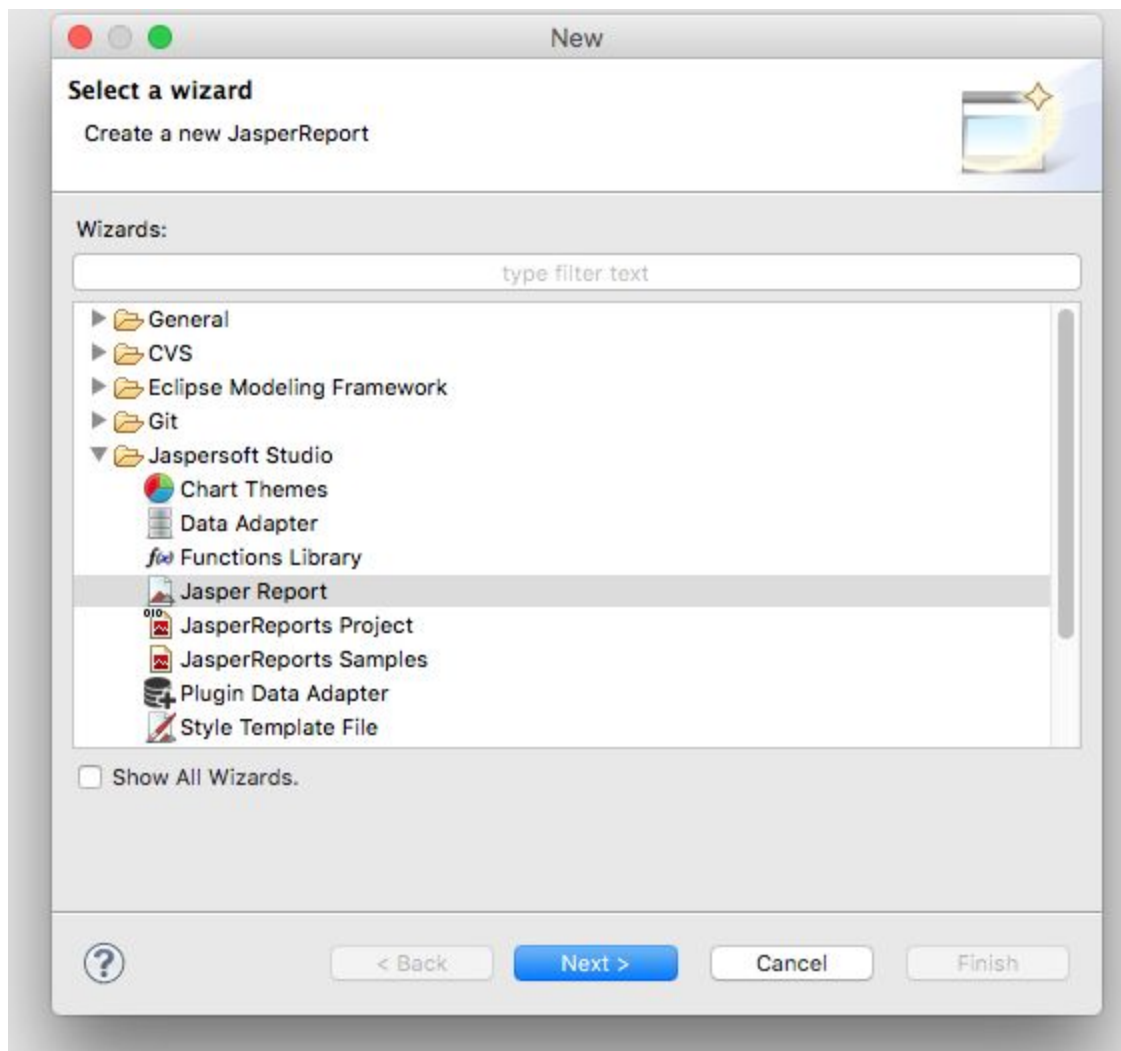 New
Select a wizard
Create a new JasperReport
Wizards:
type filter text
General
CVS
Eclipse Modeling Framework
Git
Jaspersoft Studio
Chart Themes
Data Adapter
f(x) Functions Library
Jasper Report
010
JasperReports Project
JasperReports Samples
Plugin Data Adapter
Style Template File
Show All Wizards.
? < Back Next > Cancel Finish